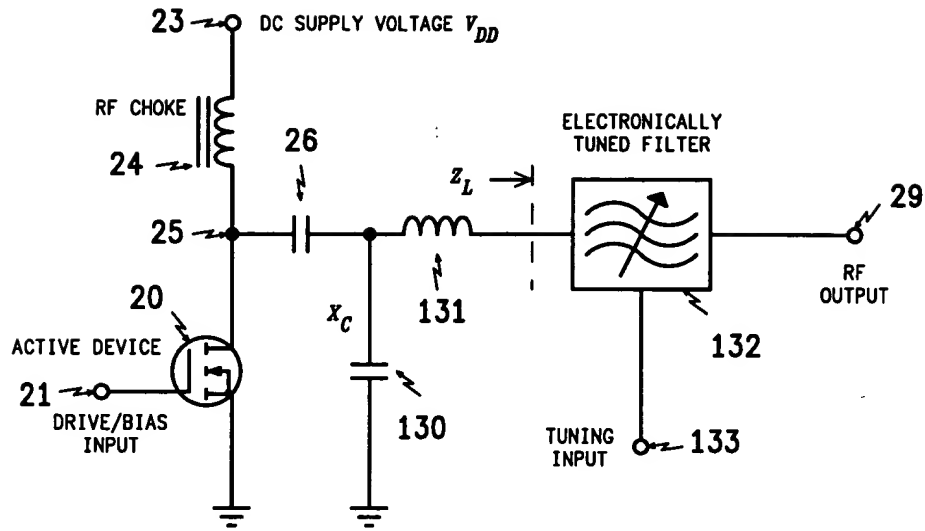 23
DC SUPPLY VOLTAGE V_DD
RF CHOKE
24
26
ELECTRONICALLY
TUNED FILTER
Z_L
29
25
RF
OUTPUT
131
132
20
X_C
ACTIVE DEVICE
21
DRIVE/BIAS
INPUT
130
TUNING
INPUT
133